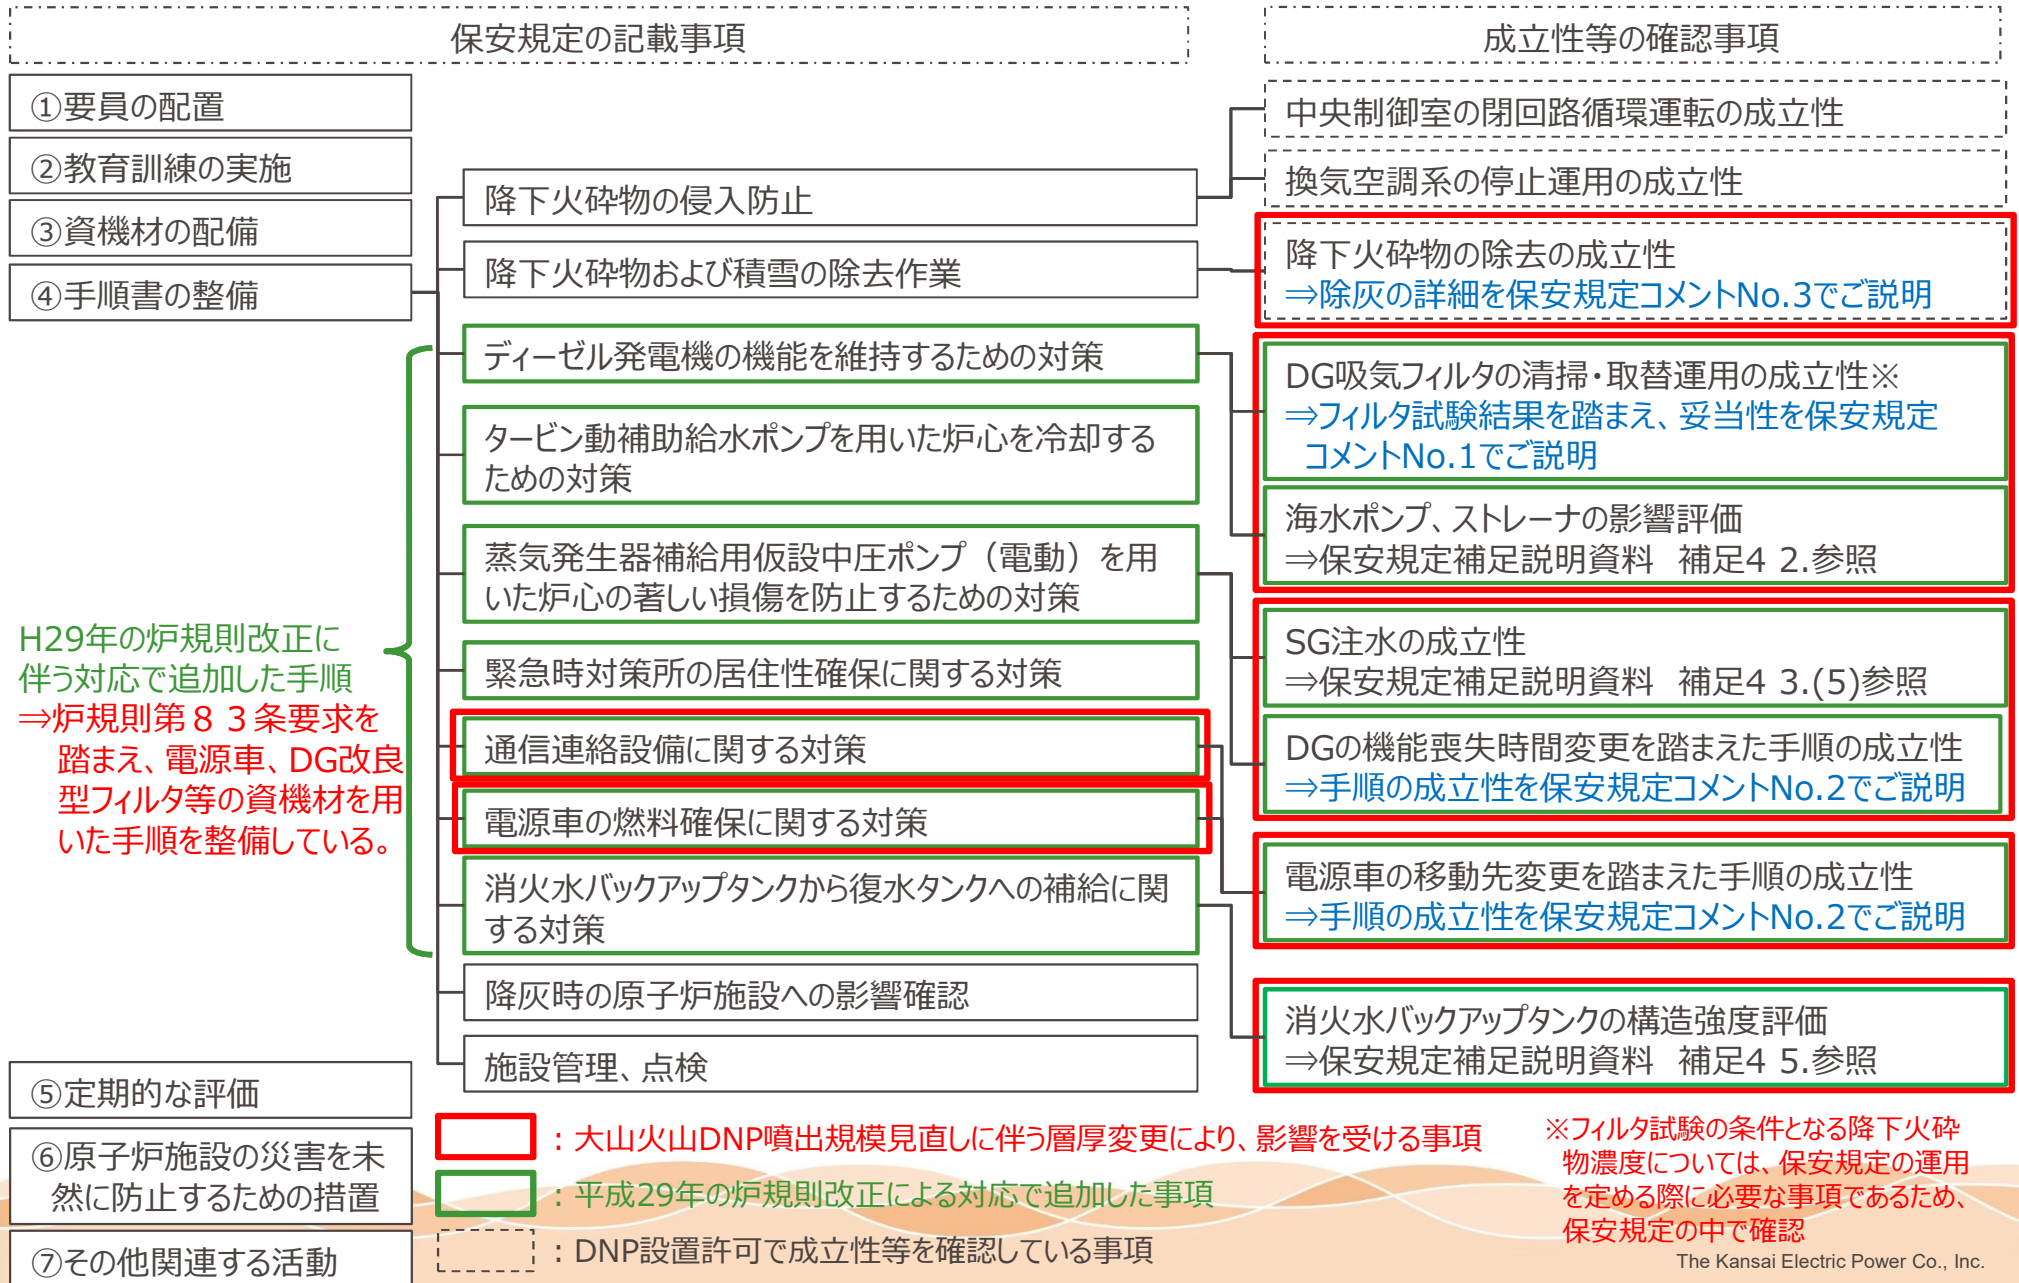 保安規定の記載事項
成立性等の確認事項
①要員の配置
②教育訓練の実施
③資機材の配備
④手順書の整備
降下火砕物の侵入防止
降下火砕物および積雪の除去作業
ディーゼル発電機の機能を維持するための対策
タービン動補助給水ポンプを用いた炉心を冷却する
ための対策
蒸気発生器補給用仮設中圧ポンプ（電動）を用
いた炉心の著しい損傷を防止するための対策
緊急時対策所の居住性確保に関する対策
通信連絡設備に関する対策
電源車の燃料確保に関する対策
消火水バックアップタンクから復水タンクへの補給に関
する対策
降灰時の原子炉施設への影響確認
施設管理、点検
中央制御室の閉回路循環運転の成立性
換気空調系の停止運用の成立性
降下火砕物の除去の成立性
⇒除灰の詳細を保安規定コメントNo.3でご説明
DG吸気フィルタの清掃・取替運用の成立性※
⇒フィルタ試験結果を踏まえ、妥当性を保安規定
コメントNo.1でご説明
海水ポンプ、ストレーナの影響評価
⇒保安規定補足説明資料　補足4 2.参照
SG注水の成立性
⇒保安規定補足説明資料　補足4 3.(5)参照
DGの機能喪失時間変更を踏まえた手順の成立性
⇒手順の成立性を保安規定コメントNo.2でご説明
電源車の移動先変更を踏まえた手順の成立性
⇒手順の成立性を保安規定コメントNo.2でご説明
消火水バックアップタンクの構造強度評価
⇒保安規定補足説明資料　補足4 5.参照
H29年の炉規則改正に
伴う対応で追加した手順
⇒炉規則第８３条要求を
踏まえ、電源車、DG改良
型フィルタ等の資機材を用
いた手順を整備している。
⑤定期的な評価
⑥原子炉施設の災害を未
然に防止するための措置
⑦その他関連する活動
：大山火山DNP噴出規模見直しに伴う層厚変更により、影響を受ける事項
：平成29年の炉規則改正による対応で追加した事項
：DNP設置許可で成立性等を確認している事項
※フィルタ試験の条件となる降下火砕
物濃度については、保安規定の運用
を定める際に必要な事項であるため、
保安規定の中で確認
The Kansai Electric Power Co., Inc.